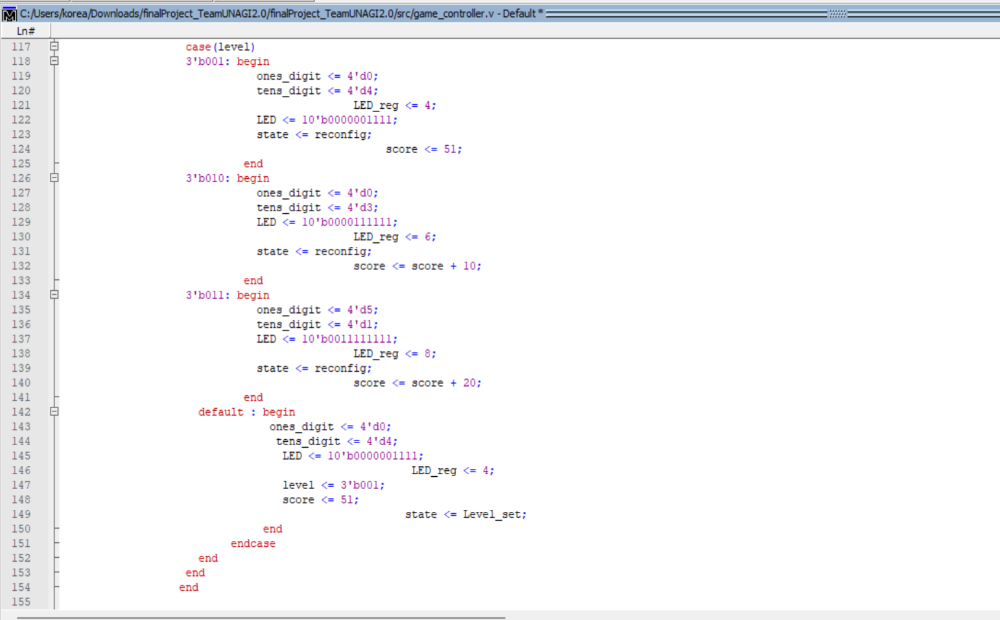 C:/Users/korea/Downloads/finalProject_TeamUNAGI2.0/finalProject_TeamUNAGI2.0/src/game_controller.v - Default *
Ln#
117 case(level)
118 3'b001: begin
119 ones_digit <= 4'd0;
120 tens_digit <= 4'd4;
121 LED_reg <= 4;
122 LED <= 10'b0000001111;
123 state <= reconfig;
124 score <= 51;
125 end
126 3'b010: begin
127 ones_digit <= 4'd0;
128 tens_digit <= 4'd3;
129 LED <= 10'b0000111111;
130 LED_reg <= 6;
131 state <= reconfig;
132 score <= score + 10;
133 end
134 3'b011: begin
135 ones_digit <= 4'd5;
136 tens_digit <= 4'd1;
137 LED <= 10'b0011111111;
138 LED_reg <= 8;
139 state <= reconfig;
140 score <= score + 20;
141 end
142 default : begin
143 ones_digit <= 4'd0;
144 tens_digit <= 4'd4;
145 LED <= 10'b0000001111;
146 LED_reg <= 4;
147 level <= 3'b001;
148 score <= 51;
149 state <= Level_set;
150 end
151 endcase
152 end
153 end
154 end
155